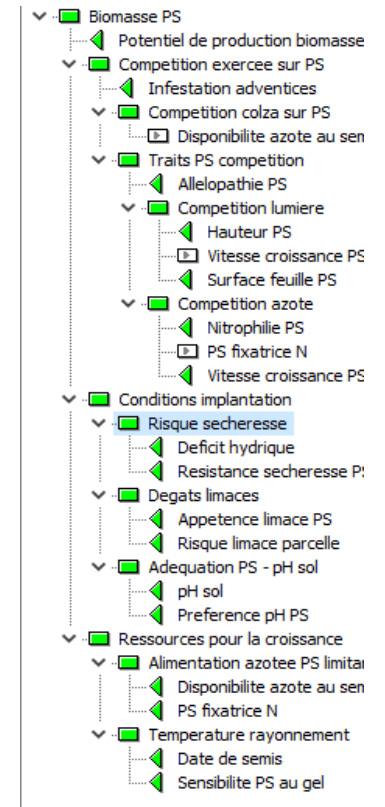 Biomasse PS
Potentiel de production biomasse
Competition exercee sur PS
Infestation adventices
Competition colza sur PS
Disponibilite azote au sem
Traits PS competition
Allelopathie PS
Competition lumiere
Hauteur PS
Vitesse croissance PS
Surface feuille PS
Competition azote
Nitrophilie PS
PS fixatrice N
Vitesse croissance PS
Conditions implantation
Risque secheresse
Deficit hydrique
Resistance secheresse PS
Degats limaces
Appetence limace PS
Risque limace parcelle
Adequation PS - pH sol
pH sol
Preference pH PS
Ressources pour la croissance
Alimentation azotee PS limitan
Disponibilite azote au sem
PS fixatrice N
Temperature rayonnement
Date de semis
Sensibilite PS au gel